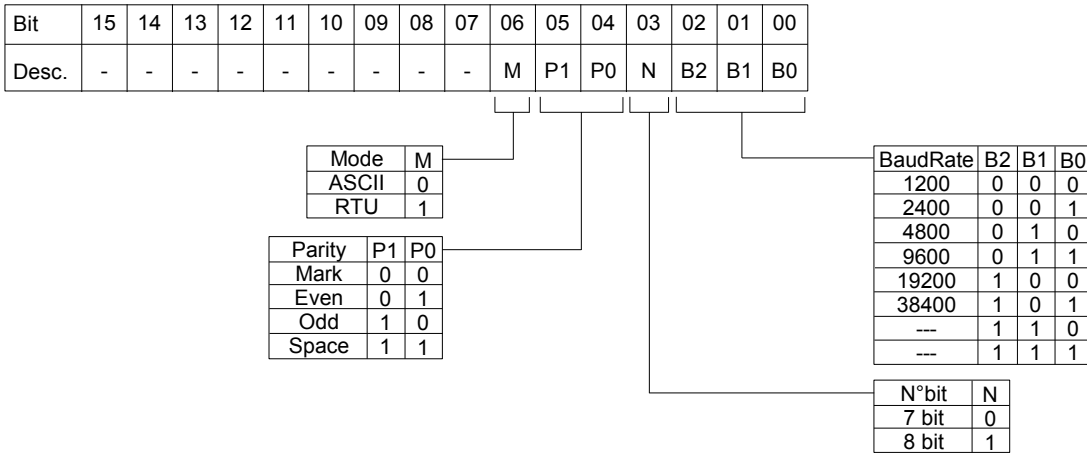 Bit 15 14 13 12 11 10 09 08 07 06 05 04 03 02 01 00
Desc. - - - - - - - - - M P1 P0 N B2 B1 B0
Mode M
ASCII 0
RTU 1
Parity P1 P0
Mark 0 0
Even 0 1
Odd 1 0
Space 1 1
BaudRate B2 B1 B0
1200 0 0 0
2400 0 0 1
4800 0 1 0
9600 0 1 1
19200 1 0 0
38400 1 0 1
--- 1 1 0
--- 1 1 1
N°bit N
7 bit 0
8 bit 1